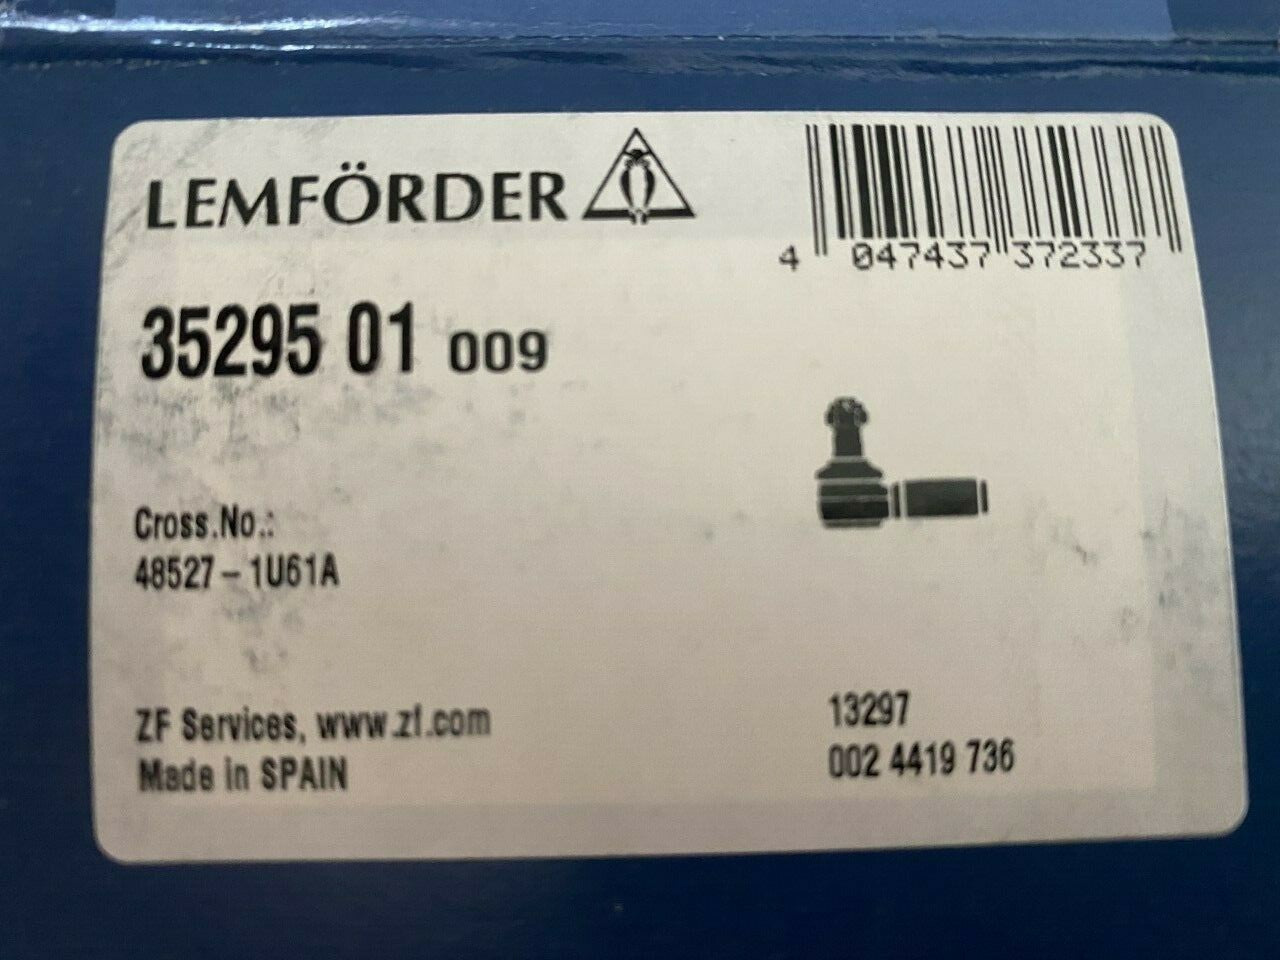 LEMFÖRDER
4 047437 372337
35295 01 009
Cross.No.:
48527-1U61A
ZF Services, www.zf.com
Made in SPAIN
13297
002 4419 736